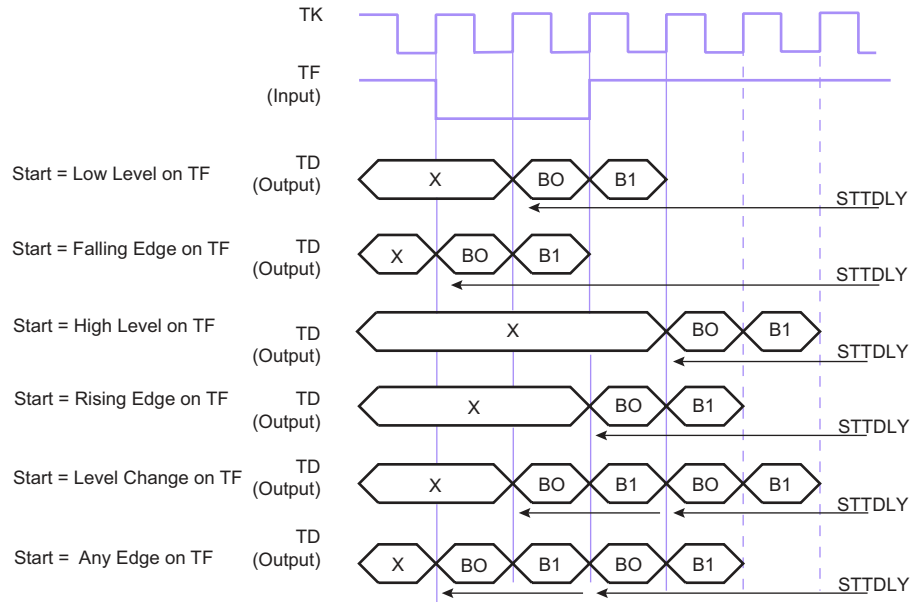 TK
TF
(Input)
Start = Low Level on TF
TD
(Output)
X
BO
B1
STTDLY
Start = Falling Edge on TF
TD
(Output)
X
BO
B1
STTDLY
Start = High Level on TF
TD
(Output)
X
BO
B1
STTDLY
Start = Rising Edge on TF
TD
(Output)
X
BO
B1
STTDLY
Start = Level Change on TF
TD
(Output)
X
BO
B1
BO
B1
STTDLY
Start = Any Edge on TF
TD
(Output)
X
BO
B1
BO
B1
STTDLY